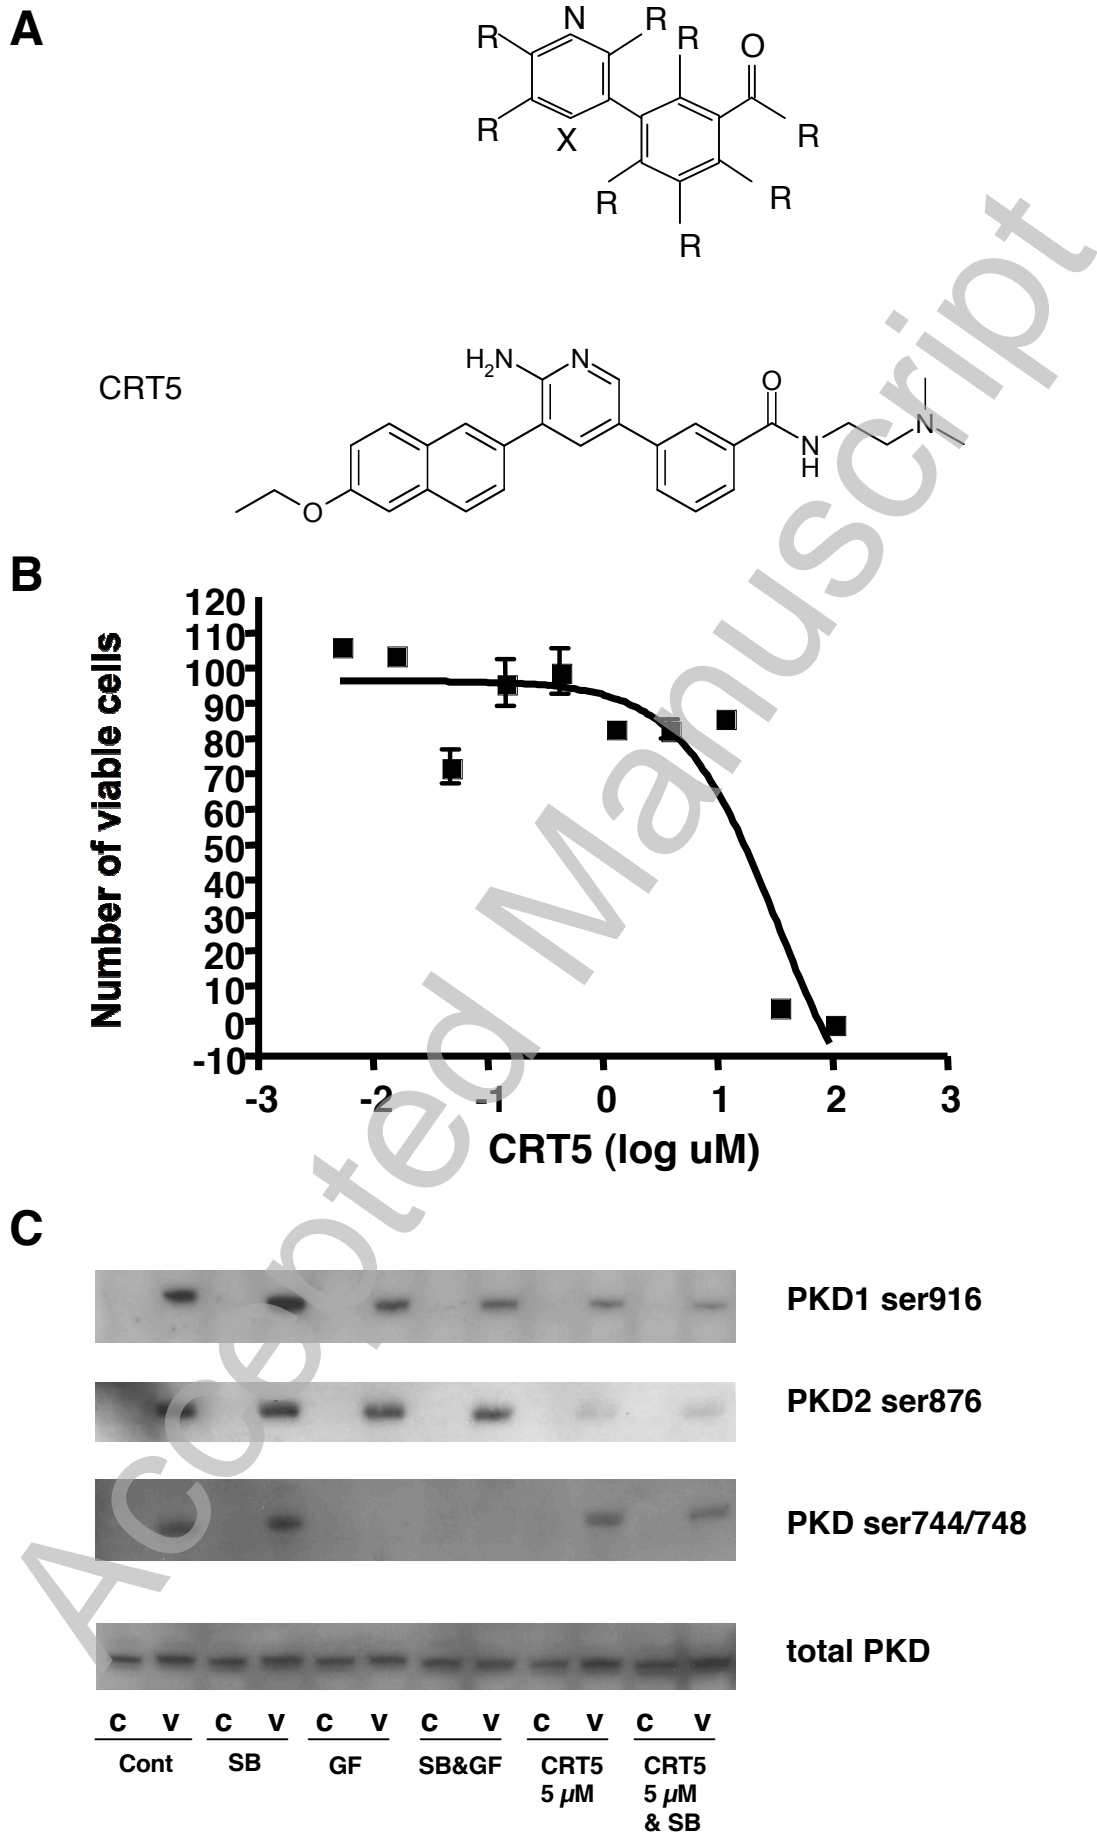 A
N
R
R
R
O
R
X
R
R
R
R
CRT5
H2N
N
O
N
H
N
O
B
120
110
100
90
80
70
60
50
40
30
20
10
0
-10
Number of viable cells
-3 -2 -1 0 1 2 3
CRT5 (log uM)
C
PKD1 ser916
PKD2 ser876
PKD ser744/748
total PKD
c v c v c v c v c v c v
Cont SB GF SB&GF CRT5 CRT5
5 µM 5 µM
& SB
Accepted Manuscript